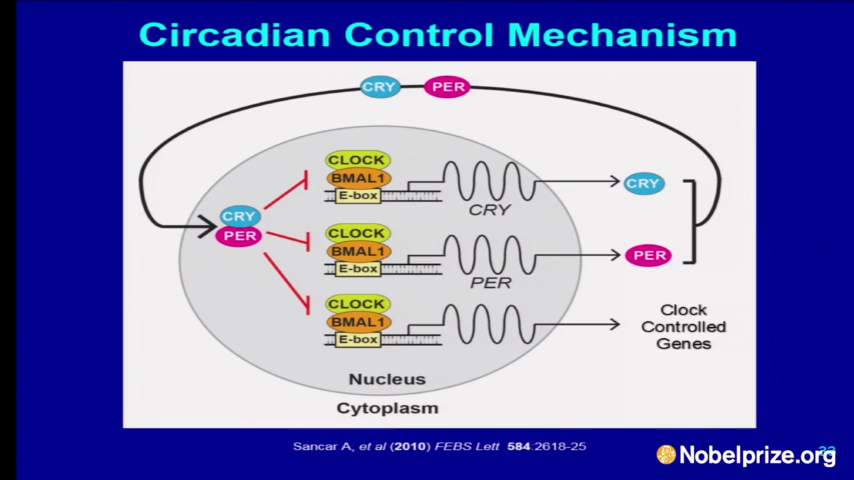 Circadian Control Mechanism
CRY PER
CLOCK
BMAL1
E-box
CRY
CRY
CRY
PER
CLOCK
BMAL1
E-box
PER
PER
CLOCK
BMAL1
E-box
Clock
Controlled
Genes
Nucleus
Cytoplasm
Sancar A, et al (2010) FEBS Lett 584:2618-25
Nobelprize.org